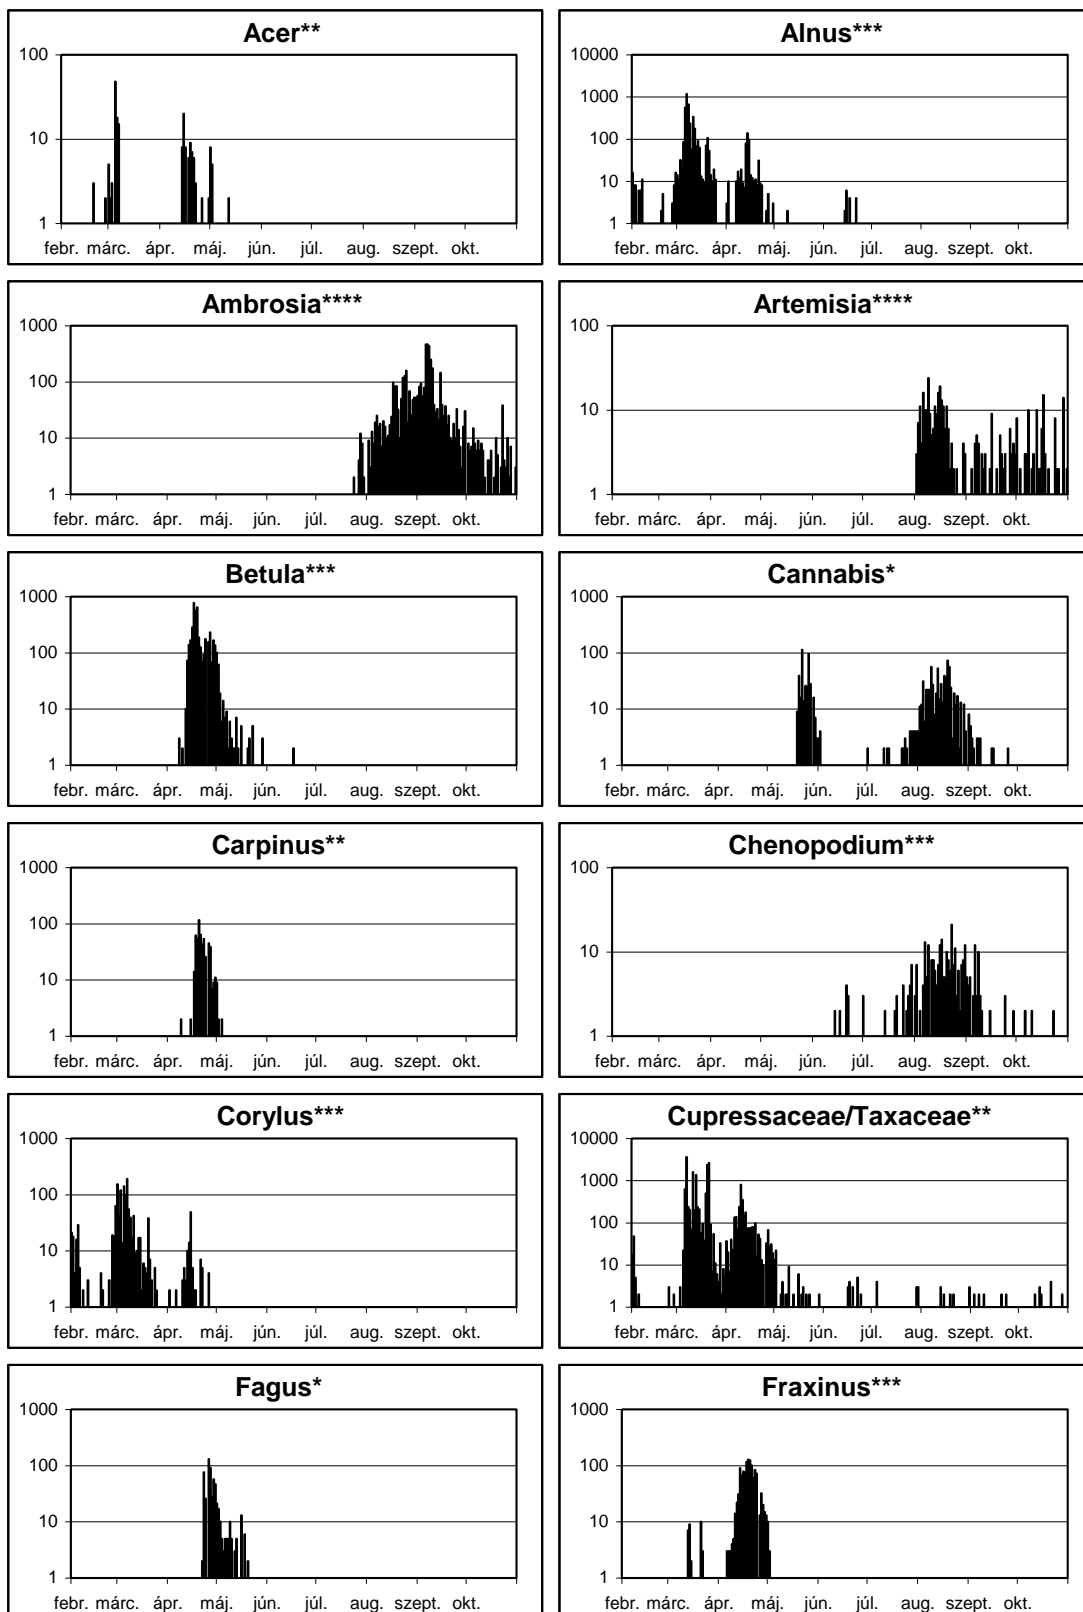 Acer**
100
10
1
febr. márc. ápr. máj. jún. júl. aug. szept. okt.
Alnus***
10000
1000
100
10
1
febr. márc. ápr. máj. jún. júl. aug. szept. okt.
Ambrosia****
1000
100
10
1
febr. márc. ápr. máj. jún. júl. aug. szept. okt.
Artemisia****
100
10
1
febr. márc. ápr. máj. jún. júl. aug. szept. okt.
Betula***
1000
100
10
1
febr. márc. ápr. máj. jún. júl. aug. szept. okt.
Cannabis*
1000
100
10
1
febr. márc. ápr. máj. jún. júl. aug. szept. okt.
Carpinus**
1000
100
10
1
febr. márc. ápr. máj. jún. júl. aug. szept. okt.
Chenopodium***
100
10
1
febr. márc. ápr. máj. jún. júl. aug. szept. okt.
Corylus***
1000
100
10
1
febr. márc. ápr. máj. jún. júl. aug. szept. okt.
Cupressaceae/Taxaceae**
10000
1000
100
10
1
febr. márc. ápr. máj. jún. júl. aug. szept. okt.
Fagus*
1000
100
10
1
febr. márc. ápr. máj. jún. júl. aug. szept. okt.
Fraxinus***
1000
100
10
1
febr. márc. ápr. máj. jún. júl. aug. szept. okt.